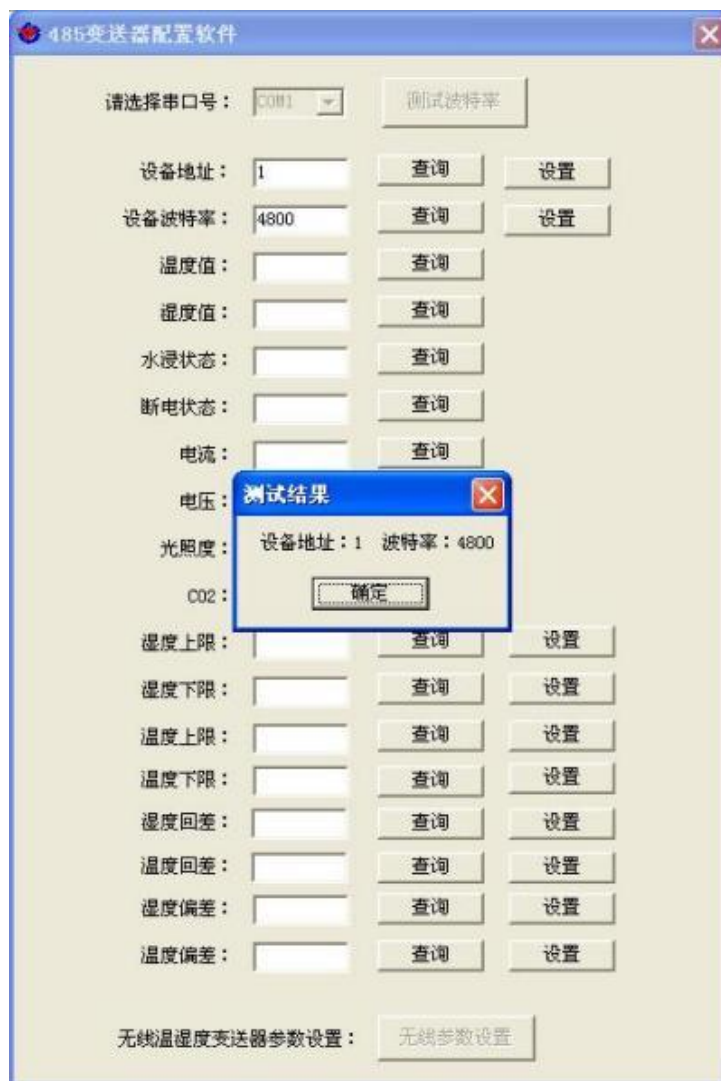 485变送器配置软件
请选择串口号： COM1 测试波特率
设备地址： 1 查询 设置
设备波特率： 4800 查询 设置
温度值： 查询
湿度值： 查询
水浸状态： 查询
断电状态： 查询
电流： 查询
电压：
光照度：
CO2：
测试结果
设备地址：1 波特率：4800
确定
湿度上限： 查询 设置
湿度下限： 查询 设置
温度上限： 查询 设置
温度下限： 查询 设置
湿度回差： 查询 设置
温度回差： 查询 设置
湿度偏差： 查询 设置
温度偏差： 查询 设置
无线温湿度变送器参数设置： 无线参数设置